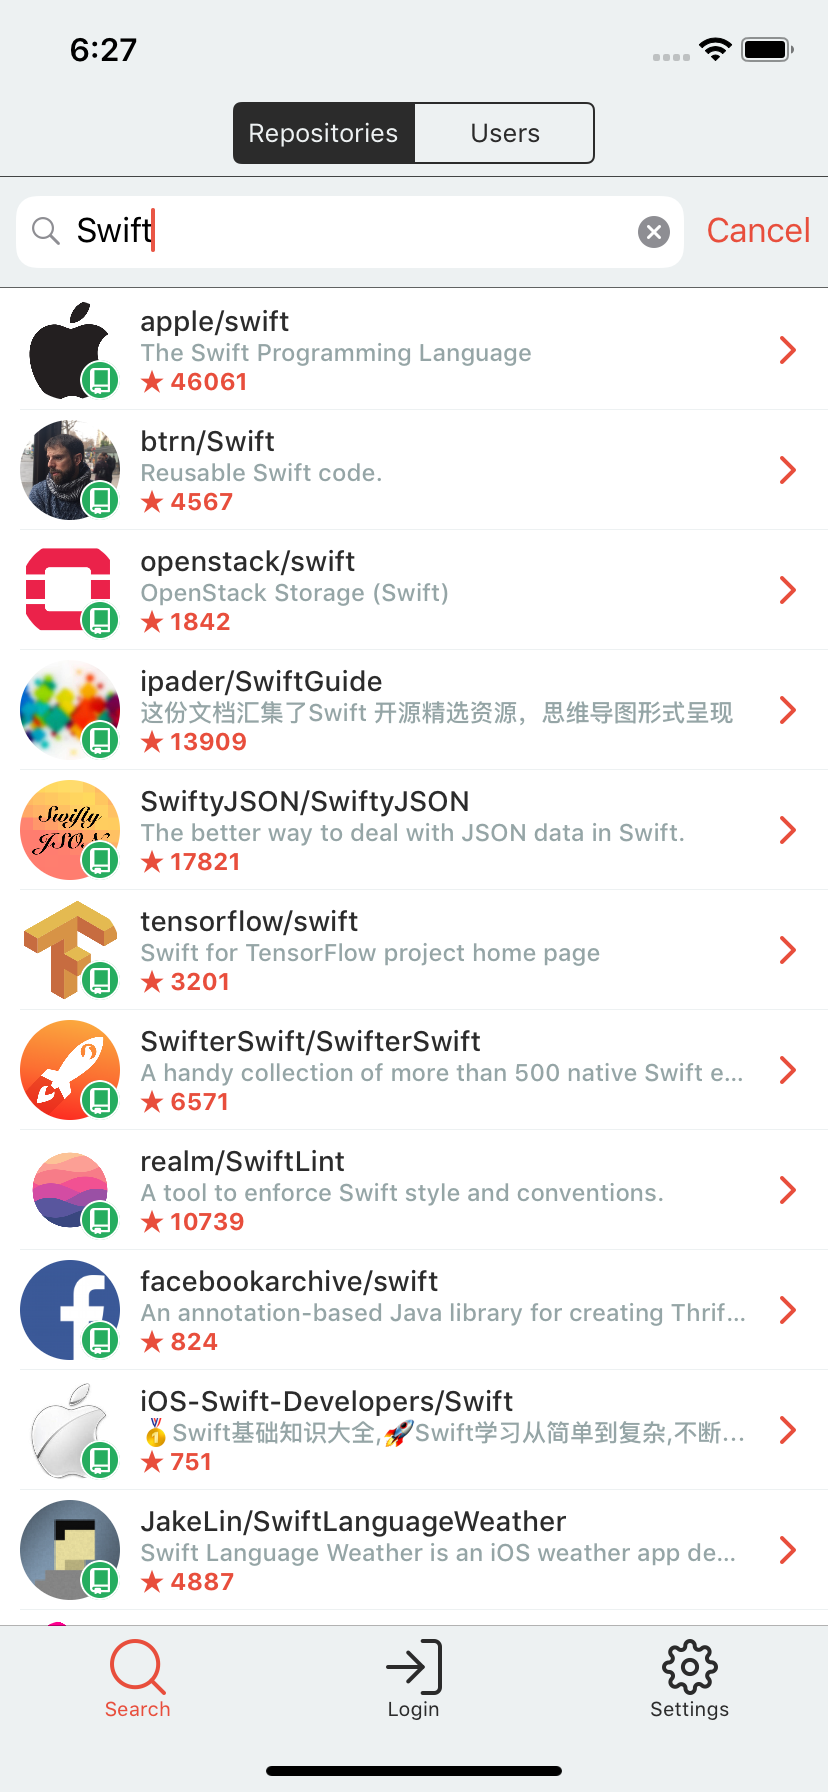 6:27
Repositories Users
Swift Cancel
apple/swift
The Swift Programming Language
★ 46061
btrn/Swift
Reusable Swift code.
★ 4567
openstack/swift
OpenStack Storage (Swift)
★ 1842
ipader/SwiftGuide
这份文档汇集了Swift 开源精选资源，思维导图形式呈现
★ 13909
Swifty
JSON
SwiftyJSON/SwiftyJSON
The better way to deal with JSON data in Swift.
★ 17821
tensorflow/swift
Swift for TensorFlow project home page
★ 3201
SwifterSwift/SwifterSwift
A handy collection of more than 500 native Swift e...
★ 6571
realm/SwiftLint
A tool to enforce Swift style and conventions.
★ 10739
facebookarchive/swift
An annotation-based Java library for creating Thrif...
★ 824
iOS-Swift-Developers/Swift
🥇Swift基础知识大全,🚀Swift学习从简单到复杂,不断...
★ 751
JakeLin/SwiftLanguageWeather
Swift Language Weather is an iOS weather app de...
★ 4887
Search Login Settings